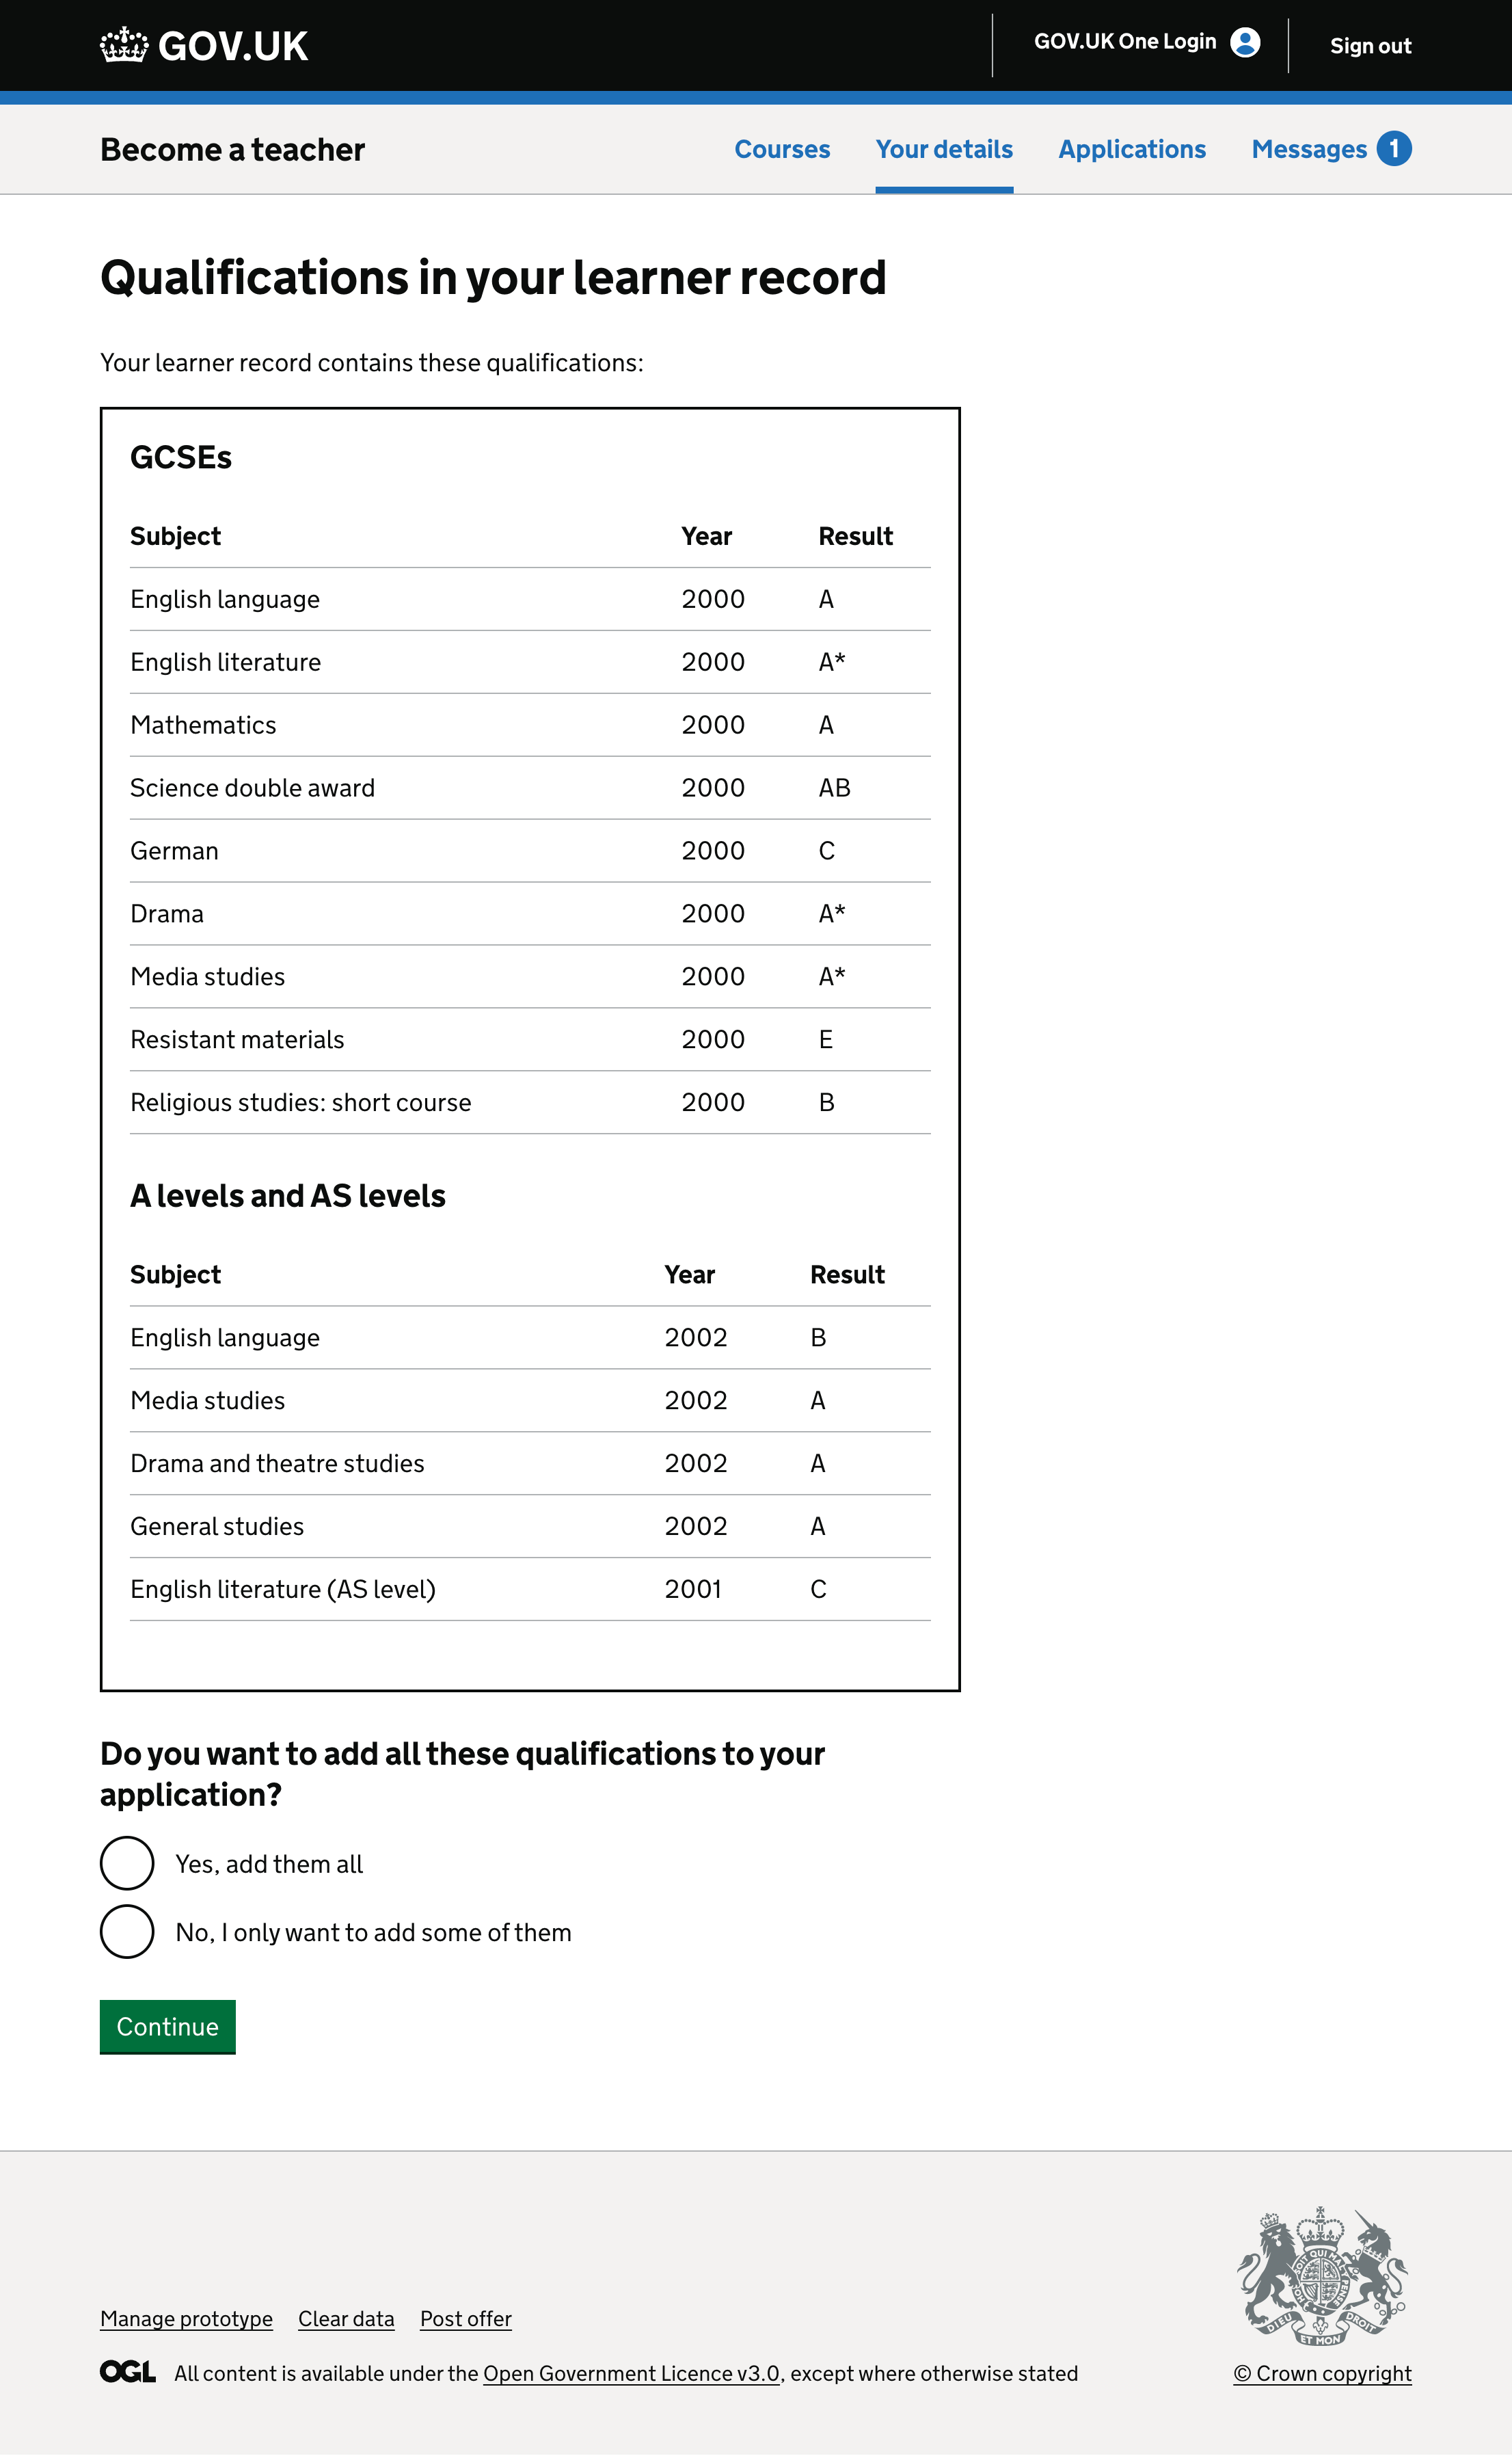 GOV.UK
GOV.UK One Login
Sign out
Become a teacher
Courses
Your details
Applications
Messages 1
Qualifications in your learner record
Your learner record contains these qualifications:
GCSEs
Subject Year Result
English language 2000 A
English literature 2000 A*
Mathematics 2000 A
Science double award 2000 AB
German 2000 C
Drama 2000 A*
Media studies 2000 A*
Resistant materials 2000 E
Religious studies: short course 2000 B
A levels and AS levels
Subject Year Result
English language 2002 B
Media studies 2002 A
Drama and theatre studies 2002 A
General studies 2002 A
English literature (AS level) 2001 C
Do you want to add all these qualifications to your
application?
Yes, add them all
No, I only want to add some of them
Continue
Manage prototype Clear data Post offer
OGL All content is available under the Open Government Licence v3.0, except where otherwise stated
DIEU ET MON DROIT
© Crown copyright